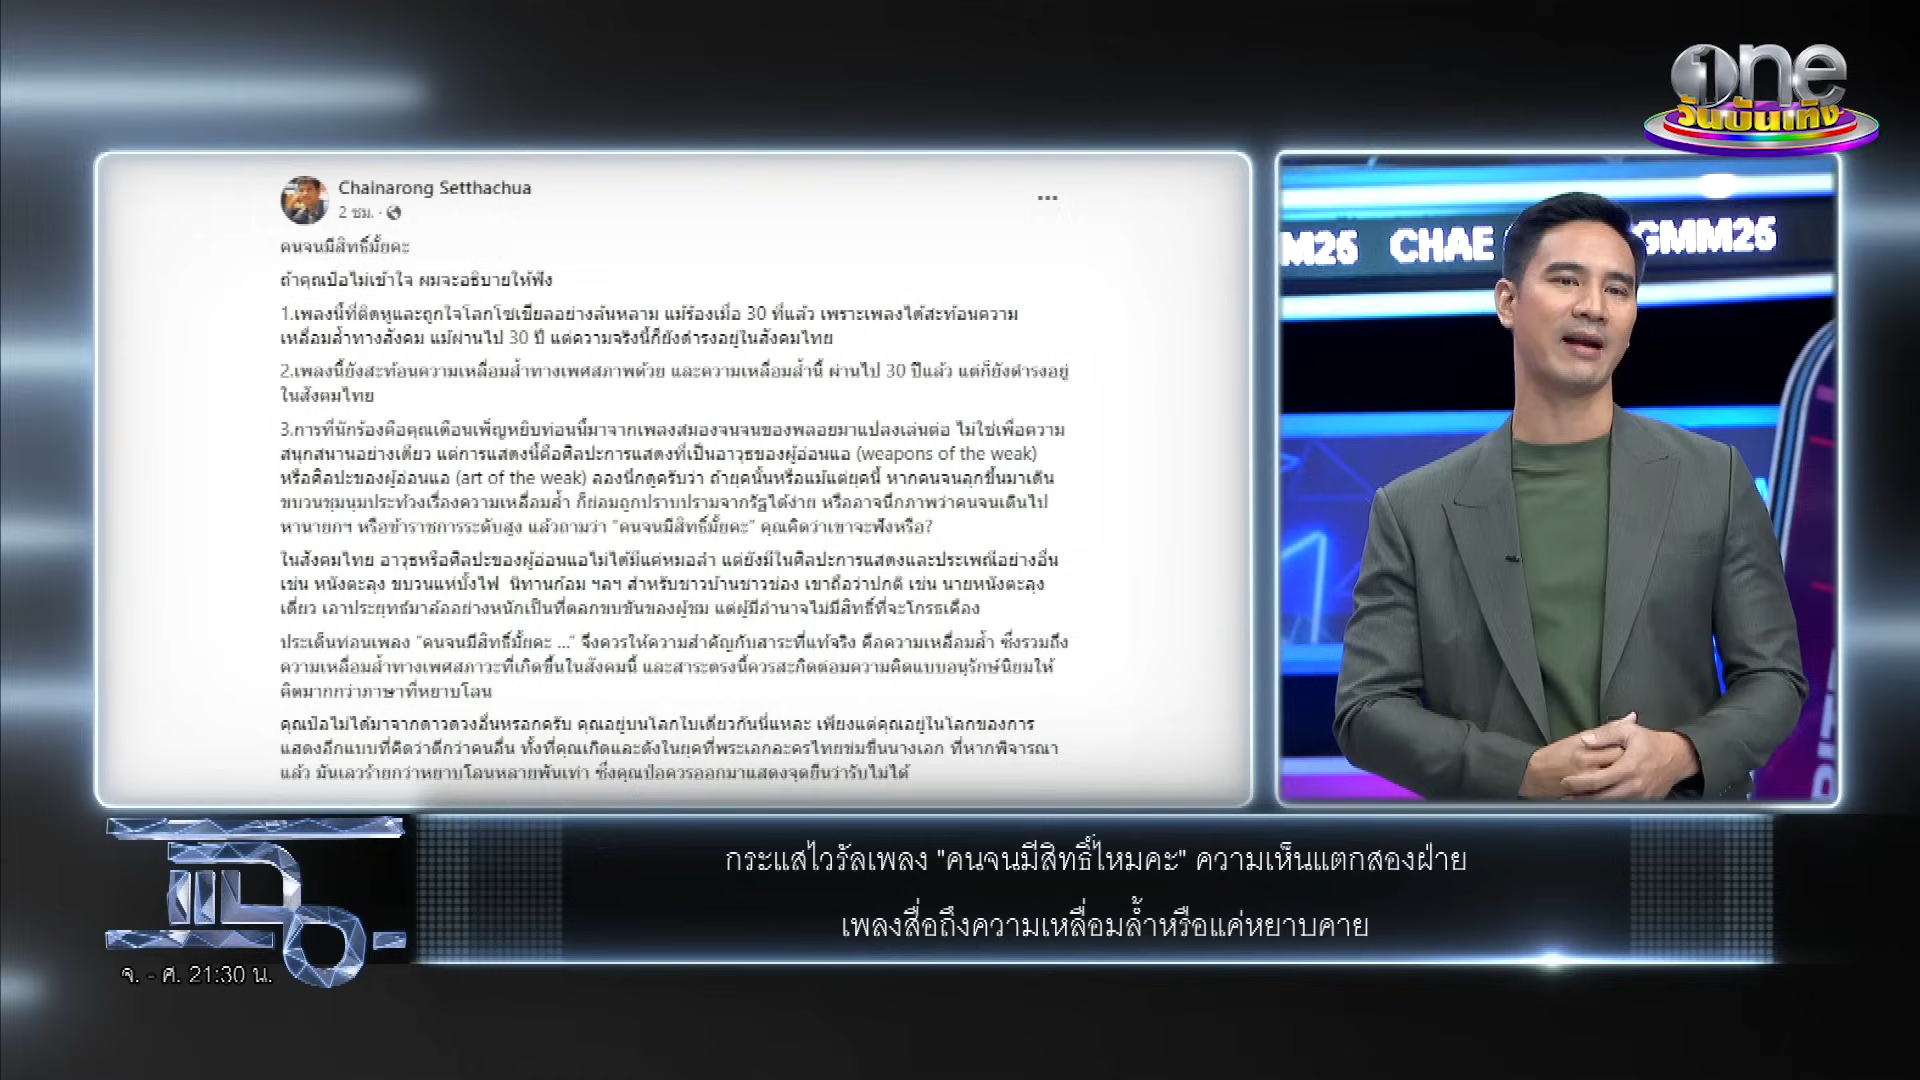 one
วันบันเทิง
Chainarong Setthachua
2 ชม.
คนจนมีสิทธิ์มั้ยคะ
ถ้าคุณป๋อไม่เข้าใจ ผมจะอธิบายให้ฟัง
1.เพลงนี้ที่ติดหูและถูกใจโลกโซเชียลอย่างล้นหลาม แม้ร้องเมื่อ 30 ที่แล้ว เพราะเพลงได้สะท้อนความ
เหลื่อมล้ำทางสังคม แม้ผ่านไป 30 ปี แต่ความจริงนี้ก็ยังดำรงอยู่ในสังคมไทย
2.เพลงนี้ยังสะท้อนความเหลื่อมล้ำทางเพศสภาพด้วย และความเหลื่อมล้ำนี้ ผ่านไป 30 ปีแล้ว แต่ก็ยังดำรงอยู่
ในสังคมไทย
3.การที่นักร้องคือคุณเดือนเพ็ญหยิบท่อนนี้มาจากเพลงสมองจนจนของพลอยมาแปลงเล่นต่อ ไม่ใช่เพื่อความ
สนุกสนานอย่างเดียว แต่การแสดงนี้คือศิลปะการแสดงที่เป็นอาวุธของผู้อ่อนแอ (weapons of the weak)
หรือศิลปะของผู้อ่อนแอ (art of the weak) ลองนึกดูครับว่า ถ้ายุคนั้นหรือแม้แต่ยุคนี้ หากคนจนลุกขึ้นมาเดิน
ขบวนชุมนุมประท้วงเรื่องความเหลื่อมล้ำ ก็ย่อมถูกปราบปรามจากรัฐได้ง่าย หรืออาจนึกภาพว่าคนจนเดินไป
หานายกฯ หรือข้าราชการระดับสูง แล้วถามว่า "คนจนมีสิทธิ์มั้ยคะ" คุณคิดว่าเขาจะฟังหรือ?
ในสังคมไทย อาวุธหรือศิลปะของผู้อ่อนแอไม่ได้มีแค่หมอลำ แต่ยังมีในศิลปะการแสดงและประเพณีอย่างอื่น
เช่น หนังตะลุง ขบวนแห่บั้งไฟ นิทานก้อม ฯลฯ สำหรับชาวบ้านชาวช่อง เขาถือว่าปกติ เช่น นายหนังตะลุง
เดี่ยว เอาประยุทธ์มาล้ออย่างหนักเป็นที่ตลกขบขันของผู้ชม แต่ผู้มีอำนาจไม่มีสิทธิ์ที่จะโกรธเคือง
ประเด็นท่อนเพลง "คนจนมีสิทธิ์มั้ยคะ ..." จึงควรให้ความสำคัญกับสาระที่แท้จริง คือความเหลื่อมล้ำ ซึ่งรวมถึง
ความเหลื่อมล้ำทางเพศสภาวะที่เกิดขึ้นในสังคมนี้ และสาระตรงนี้ควรสะกิดต่อมความคิดแบบอนุรักษ์นิยมให้
คิดมากกว่าภาษาที่หยาบโลน
คุณป๋อไม่ได้มาจากดาวดวงอื่นหรอกครับ คุณอยู่บนโลกใบเดียวกันนี่แหละ เพียงแต่คุณอยู่ในโลกของการ
แสดงอีกแบบที่คิดว่าดีกว่าคนอื่น ทั้งที่คุณเกิดและดังในยุคที่พระเอกละครไทยข่มขืนนางเอก ที่หากพิจารณา
แล้ว มันเลวร้ายกว่าหยาบโลนหลายพันเท่า ซึ่งคุณป๋อควรออกมาแสดงจุดยืนว่ารับไม่ได้
M25 CHAE GMM25
แฉ
จ. - ศ. 21:30 น.
กระแสไวรัลเพลง "คนจนมีสิทธิ์ไหมคะ" ความเห็นแตกสองฝ่าย
เพลงสื่อถึงความเหลื่อมล้ำหรือแค่หยาบคาย